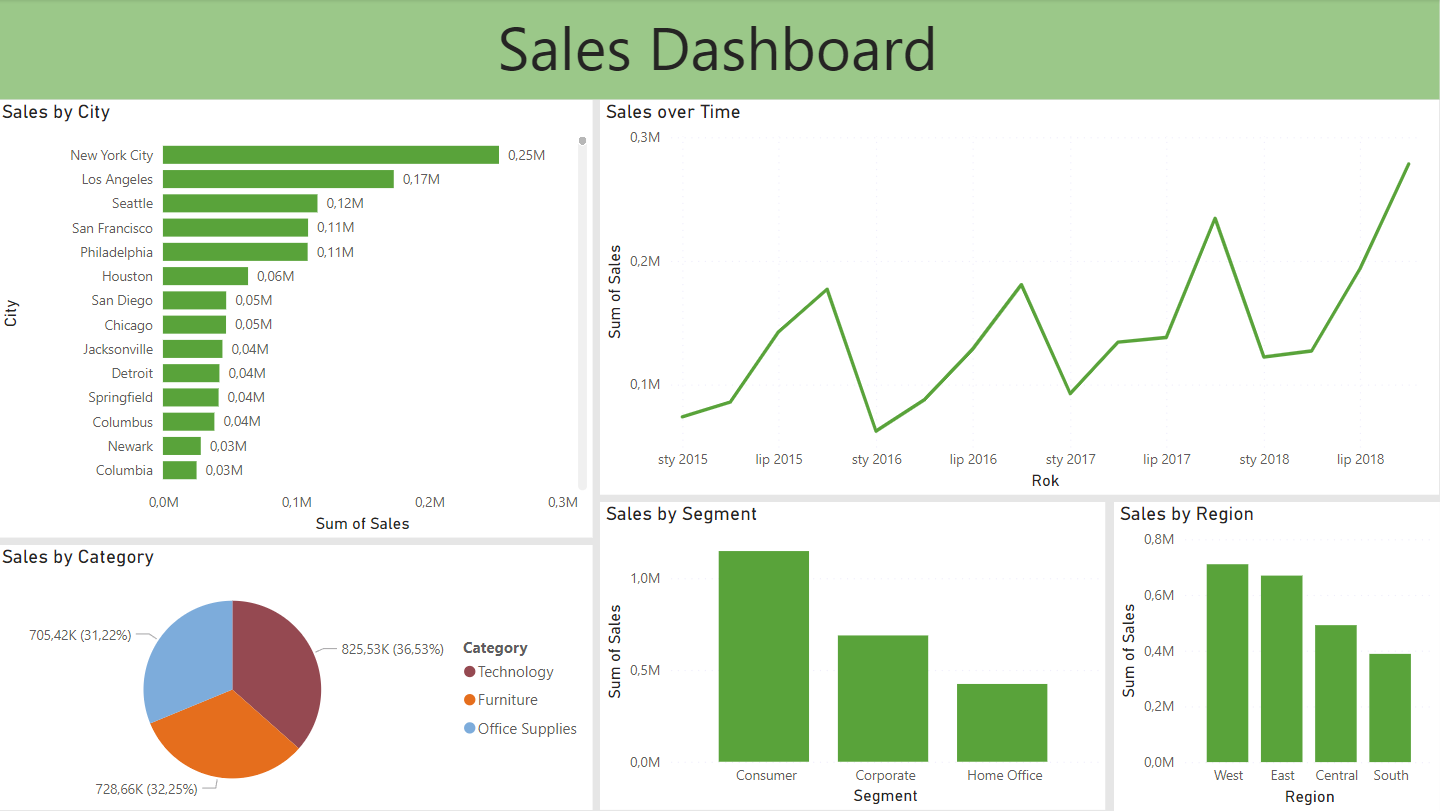 Sales Dashboard
Sales by City
City
New York City 0,25M
Los Angeles 0,17M
Seattle 0,12M
San Francisco 0,11M
Philadelphia 0,11M
Houston 0,06M
San Diego 0,05M
Chicago 0,05M
Jacksonville 0,04M
Detroit 0,04M
Springfield 0,04M
Columbus 0,04M
Newark 0,03M
Columbia 0,03M
0,0M 0,1M 0,2M 0,3M
Sum of Sales
Sales over Time
Sum of Sales
0,3M
0,2M
0,1M
sty 2015 lip 2015 sty 2016 lip 2016 sty 2017 lip 2017 sty 2018 lip 2018
Rok
Sales by Category
705,42K (31,22%)
825,53K (36,53%)
728,66K (32,25%)
Category
Technology
Furniture
Office Supplies
Sales by Segment
Sum of Sales
1,0M
0,5M
0,0M
Consumer Corporate Home Office
Segment
Sales by Region
Sum of Sales
0,8M
0,6M
0,4M
0,2M
0,0M
West East Central South
Region